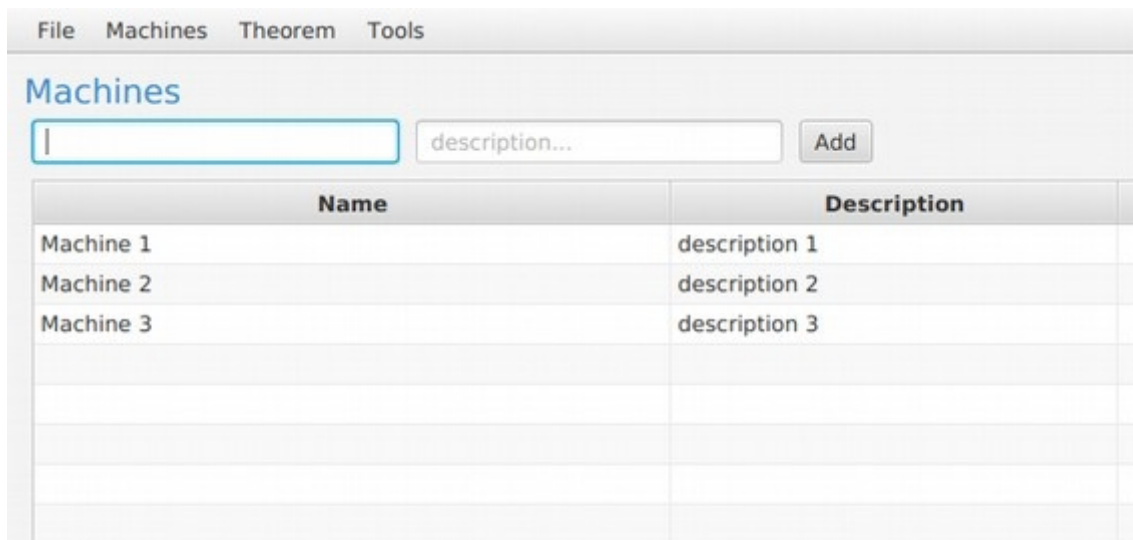 File Machines Theorem Tools
Machines
description... Add
Name Description
Machine 1 description 1
Machine 2 description 2
Machine 3 description 3